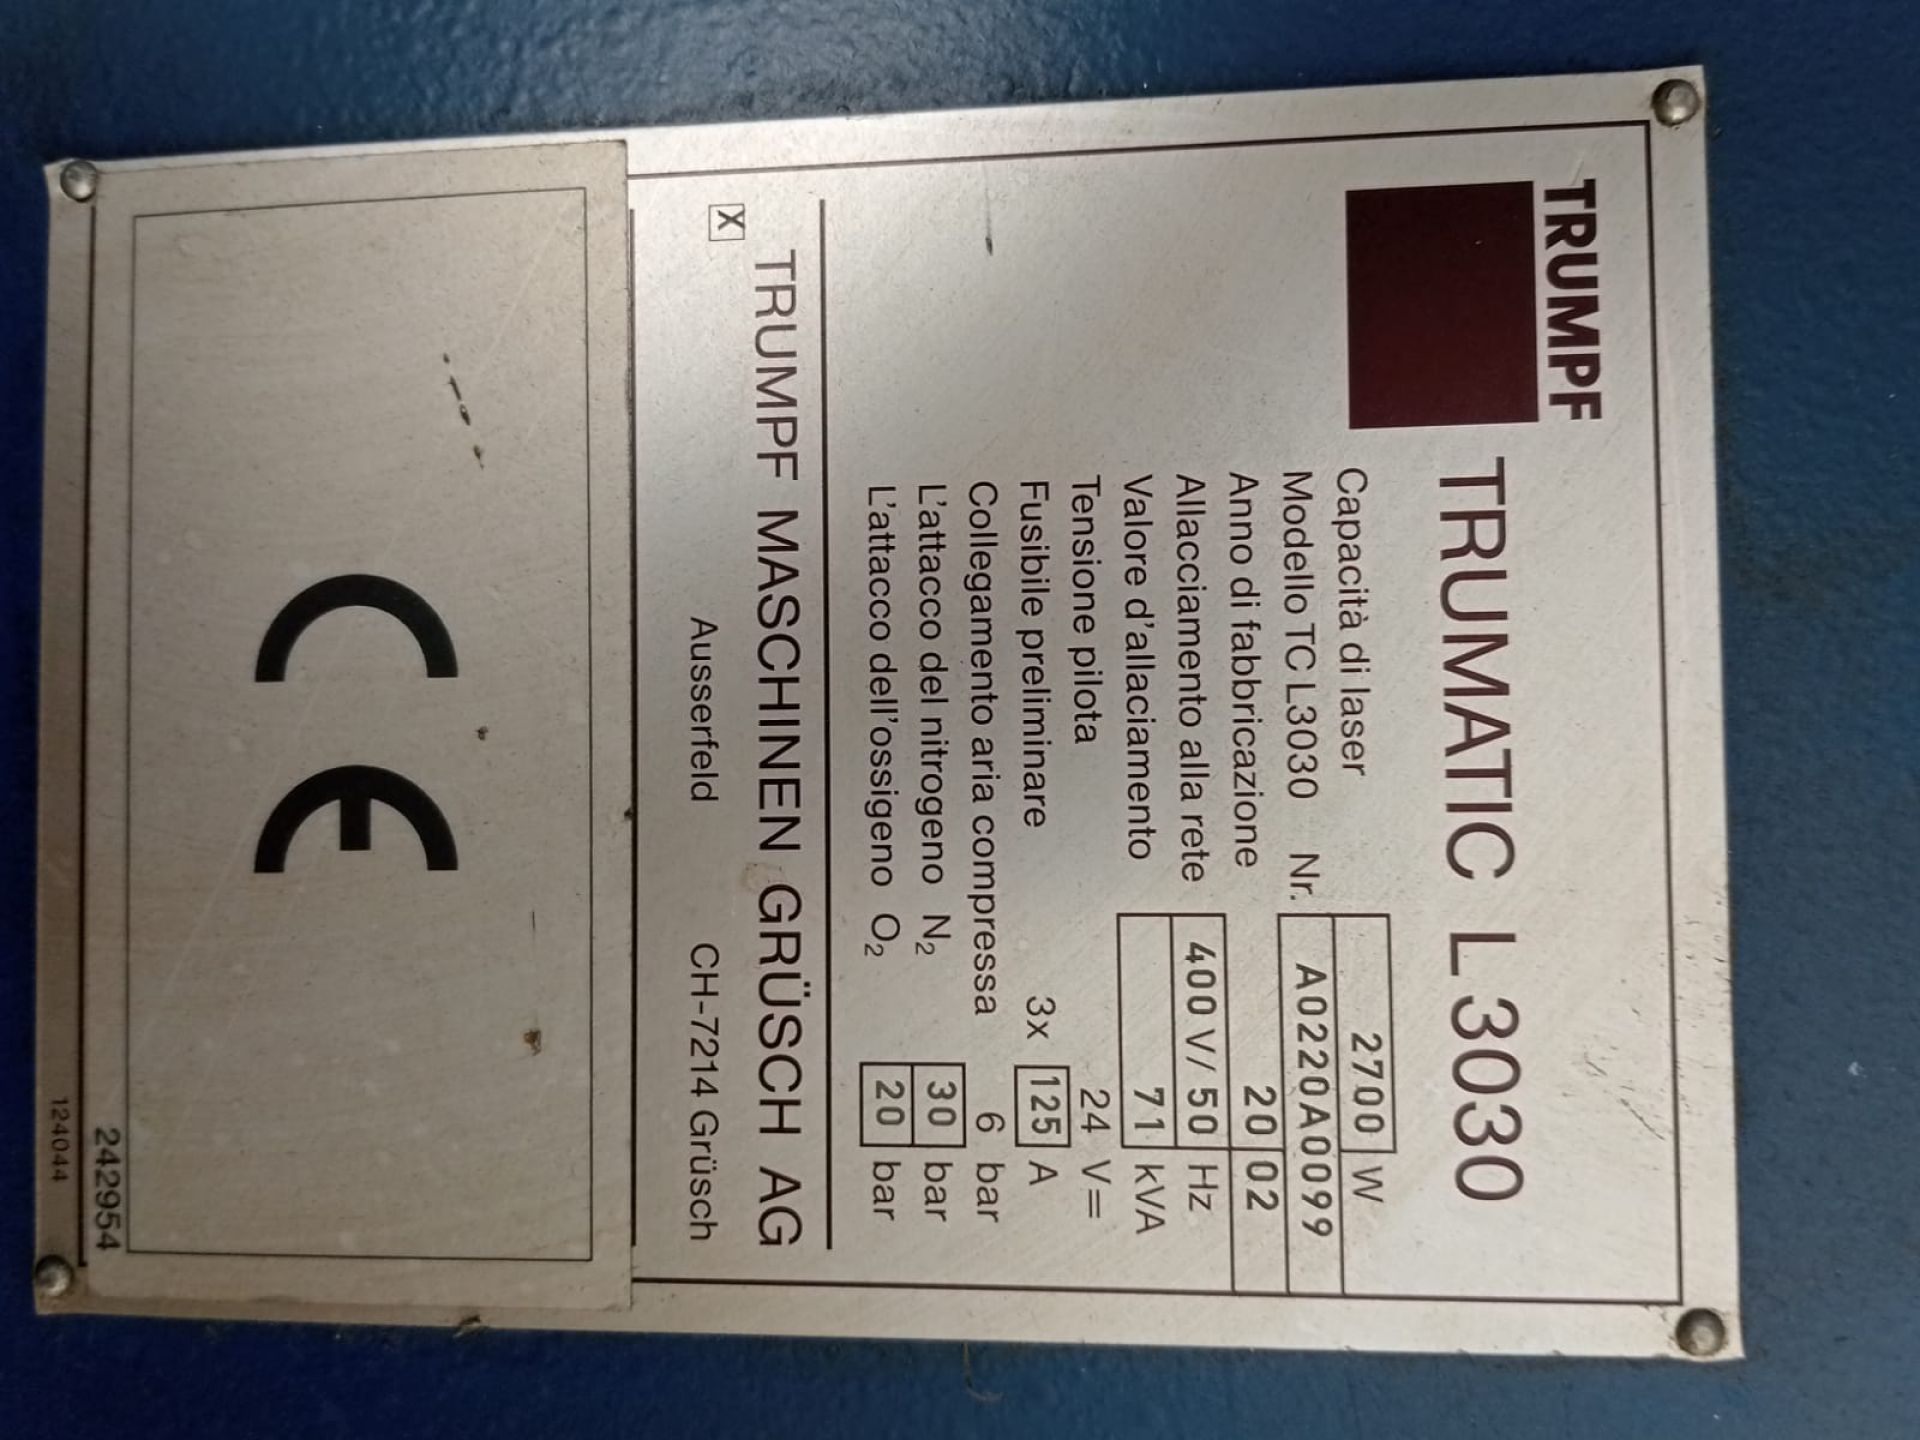 TRUMPF
TRUMATIC L 3030
Capacità di laser 2700 W
Modello TC L3030 Nr. A0220A0099
Anno di fabbricazione 20 02
Allacciamento alla rete 400 V/ 50 Hz
Valore d'allaciamento 71 kVA
Tensione pilota 24 V=
Fusibile preliminare 3x 125 A
Collegamento aria compressa 6 bar
L'attacco del nitrogeno N₂ 30 bar
L'attacco dell'ossigeno O₂ 20 bar
TRUMPF MASCHINEN GRÜSCH AG
X Ausserfeld CH-7214 Grüsch
CE
242954
124044